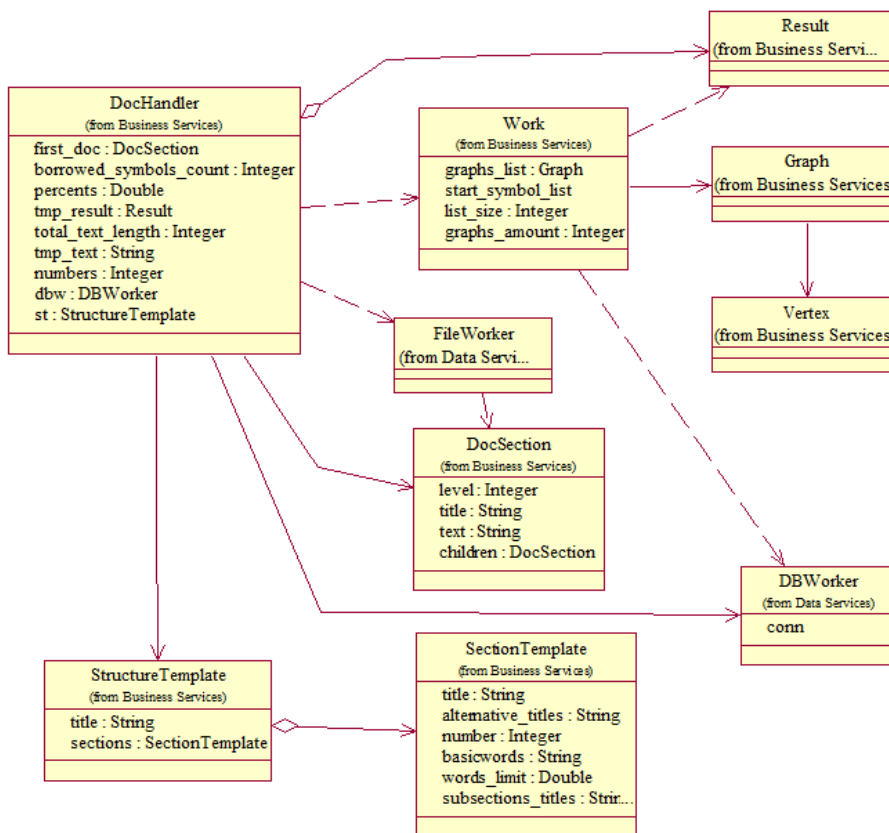 Result
(from Business Servi...
DocHandler
(from Business Services)
first_doc : DocSection
borrowed_symbols_count : Integer
percents : Double
tmp_result : Result
total_text_length : Integer
tmp_text : String
numbers : Integer
dbw : DBWorker
st : StructureTemplate
Work
(from Business Services)
graphs_list : Graph
start_symbol_list
list_size : Integer
graphs_amount : Integer
Graph
(from Business Services)
Vertex
(from Business Services)
FileWorker
(from Data Servi...
DocSection
(from Business Services)
level : Integer
title : String
text : String
children : DocSection
DBWorker
(from Data Services)
conn
StructureTemplate
(from Business Services)
title : String
sections : SectionTemplate
SectionTemplate
(from Business Services)
title : String
alternative_titles : String
number : Integer
basicwords : String
words_limit : Double
subsections_titles : Strin...